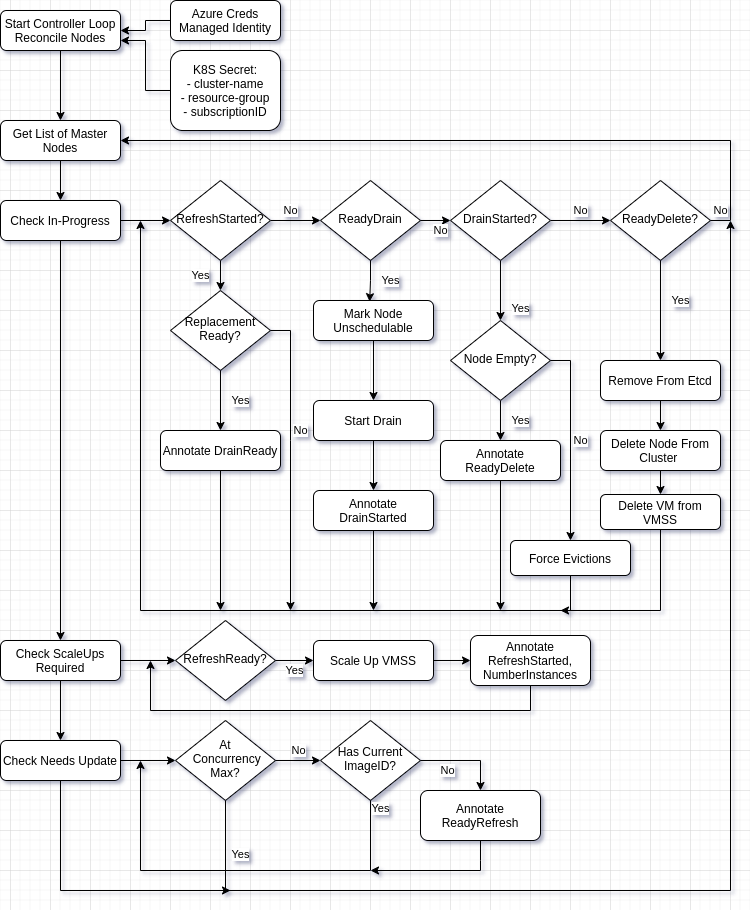 Start Controller Loop
Reconcile Nodes
Azure Creds
Managed Identity
K8S Secret:
- cluster-name
- resource-group
- subscriptionID
Get List of Master
Nodes
Check In-Progress
RefreshStarted?
No
ReadyDrain
No
DrainStarted?
No
ReadyDelete?
No
Yes
Yes
Yes
Yes
Replacement
Ready?
Mark Node
Unschedulable
Node Empty?
Remove From Etcd
Yes
No
Start Drain
Yes
No
Annotate DrainReady
Annotate
ReadyDelete
Delete Node From
Cluster
Annotate
DrainStarted
Delete VM from
VMSS
Force Evictions
Check ScaleUps
Required
RefreshReady?
Yes
Scale Up VMSS
Annotate
RefreshStarted,
NumberInstances
Check Needs Update
At
Concurrency
Max?
No
Has Current
ImageID?
No
Yes
Annotate
ReadyRefresh
Yes